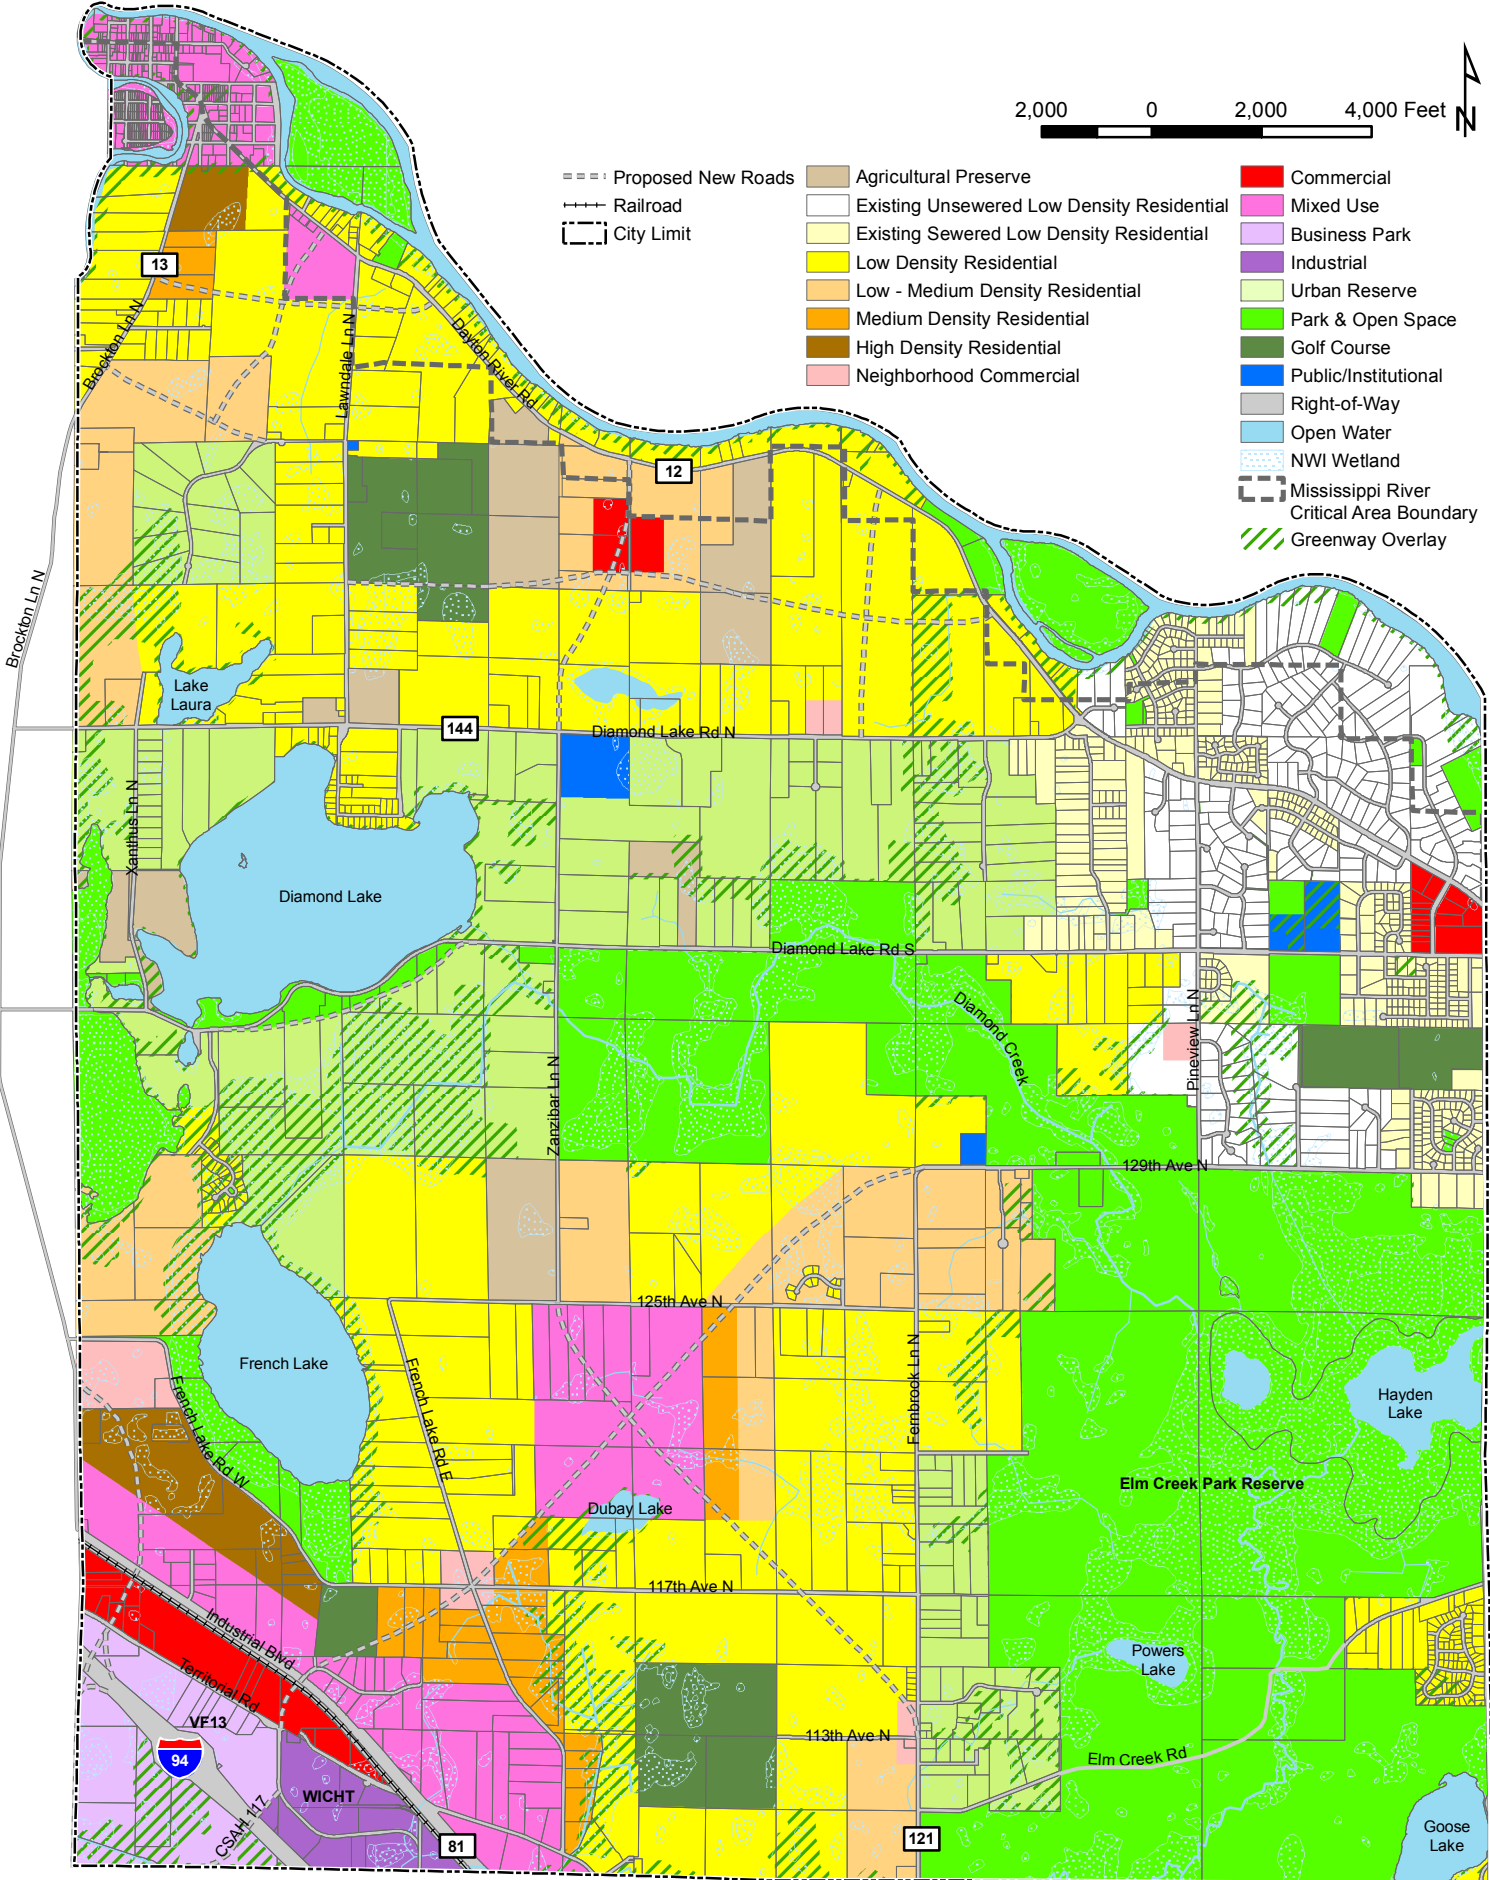 2,000 0 2,000 4,000 Feet
N
Proposed New Roads
Railroad
City Limit
Agricultural Preserve
Existing Unsewered Low Density Residential
Existing Sewered Low Density Residential
Low Density Residential
Low - Medium Density Residential
Medium Density Residential
High Density Residential
Neighborhood Commercial
Commercial
Mixed Use
Business Park
Industrial
Urban Reserve
Park & Open Space
Golf Course
Public/Institutional
Right-of-Way
Open Water
NWI Wetland
Mississippi River
Critical Area Boundary
Greenway Overlay
13
Brockton Ln N
Lawndale Ln N
Dayton River Rd
12
Brockton Ln N
Lake
Laura
144
Diamond Lake Rd N
Xanthus Ln N
Diamond Lake
Diamond Lake Rd S
Diamond Creek
Pineview Ln N
Zanzibar Ln N
129th Ave N
125th Ave N
French Lake
French Lake Rd W
French Lake Rd E
Fernbrook Ln N
Hayden
Lake
Elm Creek Park Reserve
Dubay Lake
117th Ave N
Industrial Blvd
Territorial Rd
Powers
Lake
VF13
94
113th Ave N
Elm Creek Rd
WICHT
CSAH 117
81
121
Goose
Lake